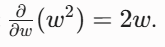 ∂/∂w (w²) = 2w.